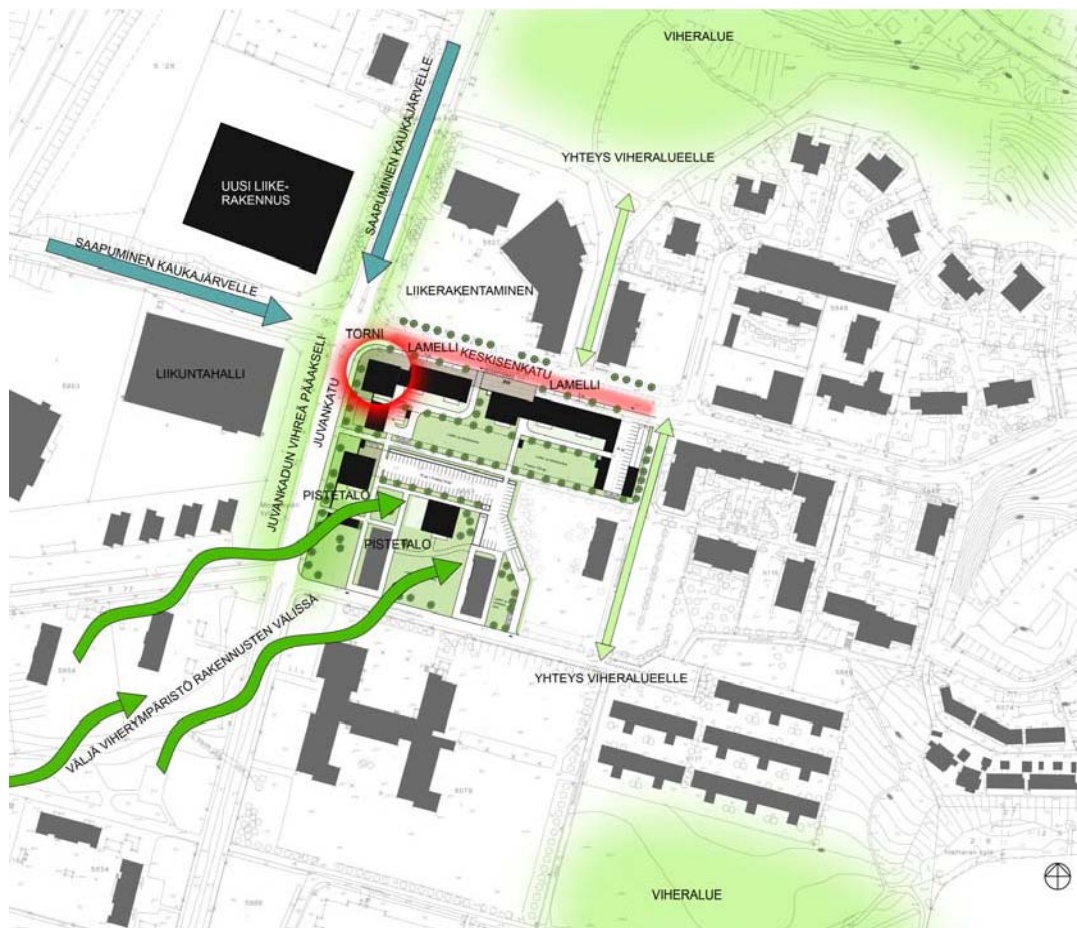 VIHERALUE
SAAPUMINEN KAUKAJÄRVELLE
YHTEYS VIHERALUEELLE
UUSI LIIKE-
RAKENNUS
SAAPUMINEN KAUKAJÄRVELLE
LIIKERAKENTAMINEN
TORNI
LAMELLI
KESKISENKATU
LAMELLI
LIIKUNTAHALLI
JUVANKADUN VIHREÄ PÄÄAKSELI
JUVANKATU
PISTETALO
PISTETALO
VÄLJÄ VIHERYMPÄRISTÖ RAKENNUSTEN VÄLISSÄ
YHTEYS VIHERALUEELLE
VIHERALUE